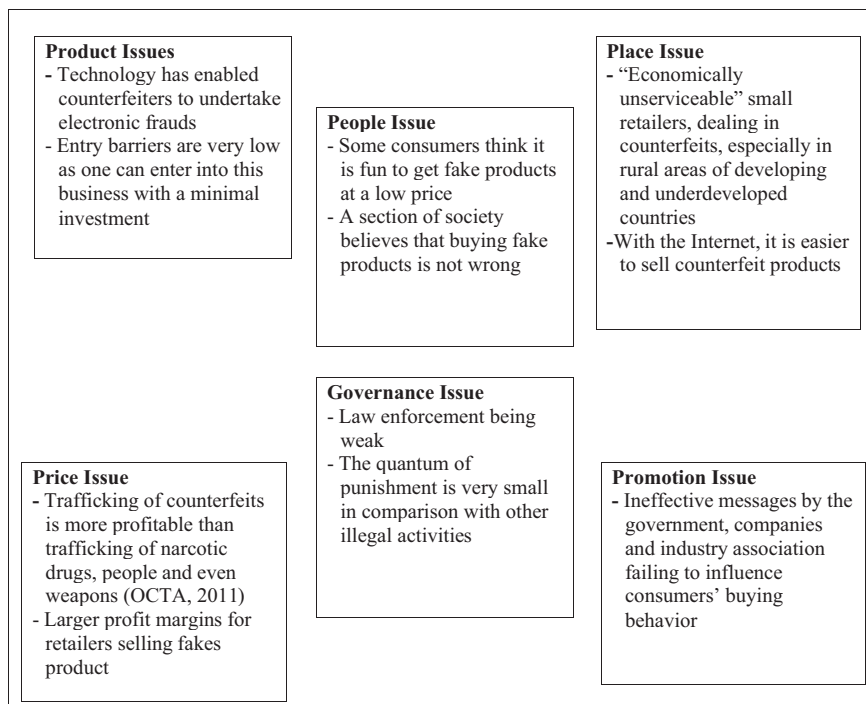 Product Issues
- Technology has enabled
counterfeiters to undertake
electronic frauds
- Entry barriers are very low
as one can enter into this
business with a minimal
investment
People Issue
- Some consumers think it
is fun to get fake products
at a low price
- A section of society
believes that buying fake
products is not wrong
Place Issue
- “Economically
unserviceable” small
retailers, dealing in
counterfeits, especially in
rural areas of developing
and underdeveloped
countries
-With the Internet, it is easier
to sell counterfeit products
Price Issue
- Trafficking of counterfeits
is more profitable than
trafficking of narcotic
drugs, people and even
weapons (OCTA, 2011)
- Larger profit margins for
retailers selling fakes
product
Governance Issue
- Law enforcement being
weak
- The quantum of
punishment is very small
in comparison with other
illegal activities
Promotion Issue
- Ineffective messages by the
government, companies
and industry association
failing to influence
consumers’ buying
behavior